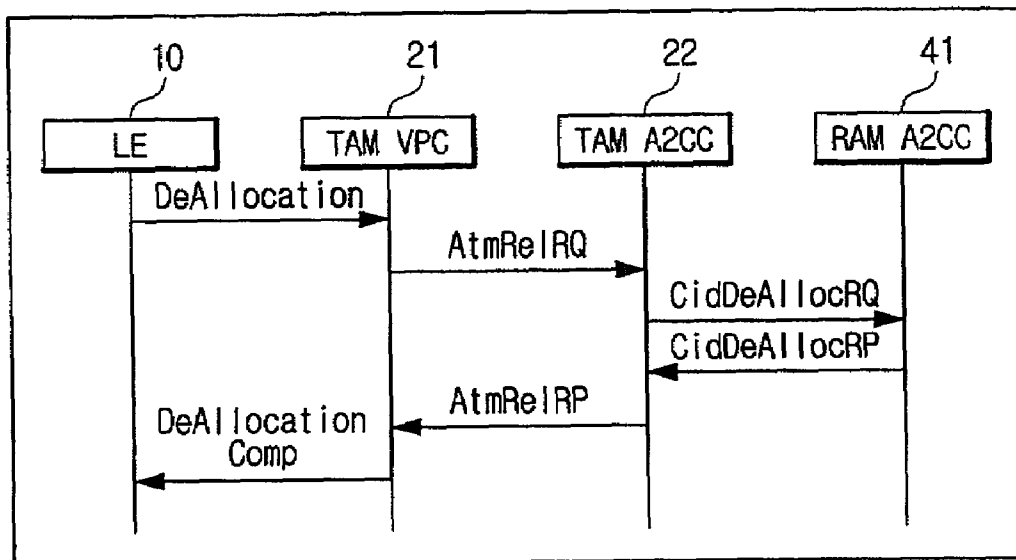 10 21 22 41
LE TAM VPC TAM A2CC RAM A2CC
DeAllocation
AtmRelRQ
CidDeAllocRQ
CidDeAllocRP
AtmRelRP
DeAllocation
Comp